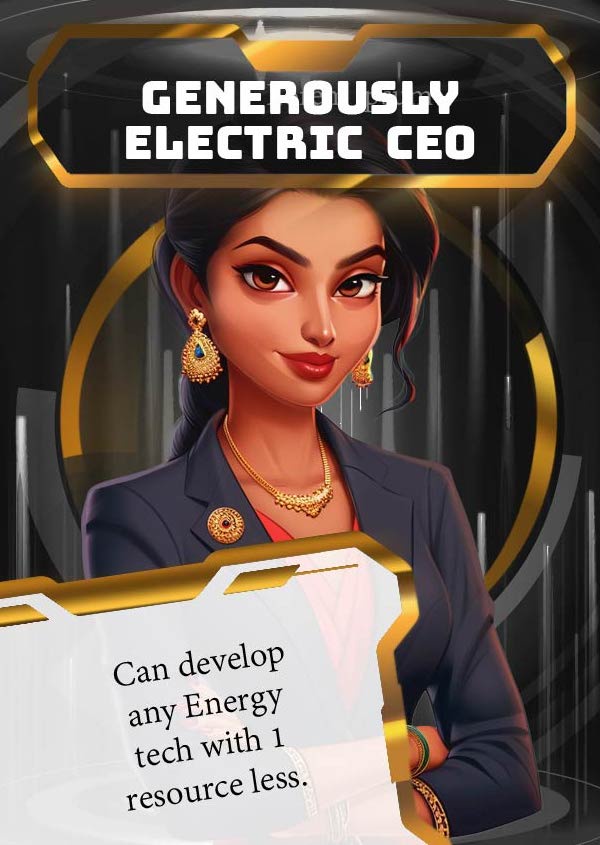 GENEROUSLY
ELECTRIC CEO
Can develop
any Energy
tech with 1
resource less.